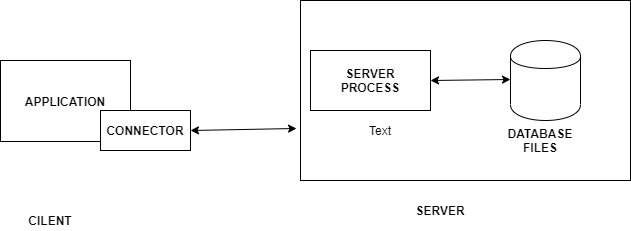 SERVER
PROCESS
APPLICATION
CONNECTOR
Text
DATABASE
FILES
CILENT
SERVER